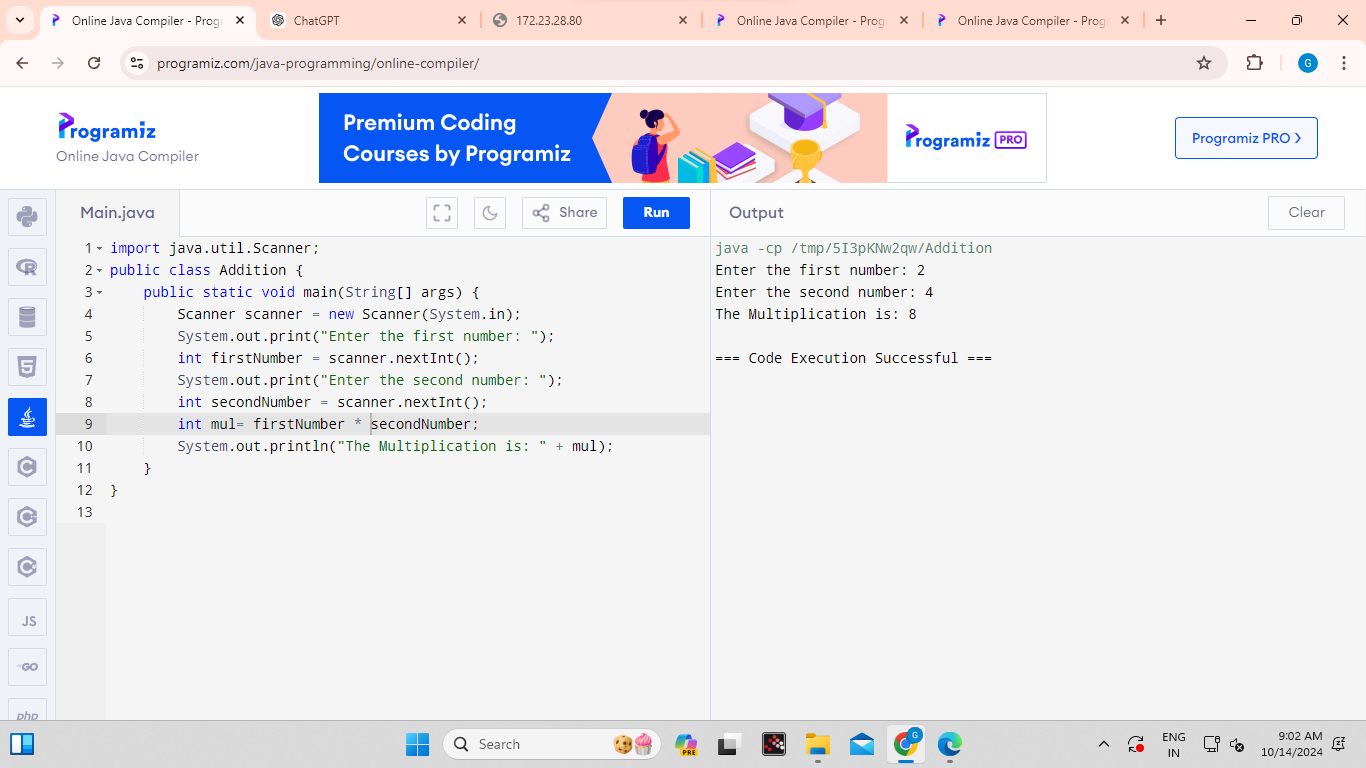 Online Java Compiler - Prog
ChatGPT
172.23.28.80
Online Java Compiler - Prog
Online Java Compiler - Prog
programiz.com/java-programming/online-compiler/
G
Programiz
Online Java Compiler
Premium Coding
Courses by Programiz
Programiz PRO
Programiz PRO
Main.java
Share
Run
Output
Clear
1 import java.util.Scanner;
2 public class Addition {
3 public static void main(String[] args) {
4 Scanner scanner = new Scanner(System.in);
5 System.out.print("Enter the first number: ");
6 int firstNumber = scanner.nextInt();
7 System.out.print("Enter the second number: ");
8 int secondNumber = scanner.nextInt();
9 int mul= firstNumber * secondNumber;
10 System.out.println("The Multiplication is: " + mul);
11 }
12 }
13
java -cp /tmp/5I3pKNw2qw/Addition
Enter the first number: 2
Enter the second number: 4
The Multiplication is: 8
=== Code Execution Successful ===
JS
GO
php
Search
PRE
G
ENG
IN
9:02 AM
10/14/2024